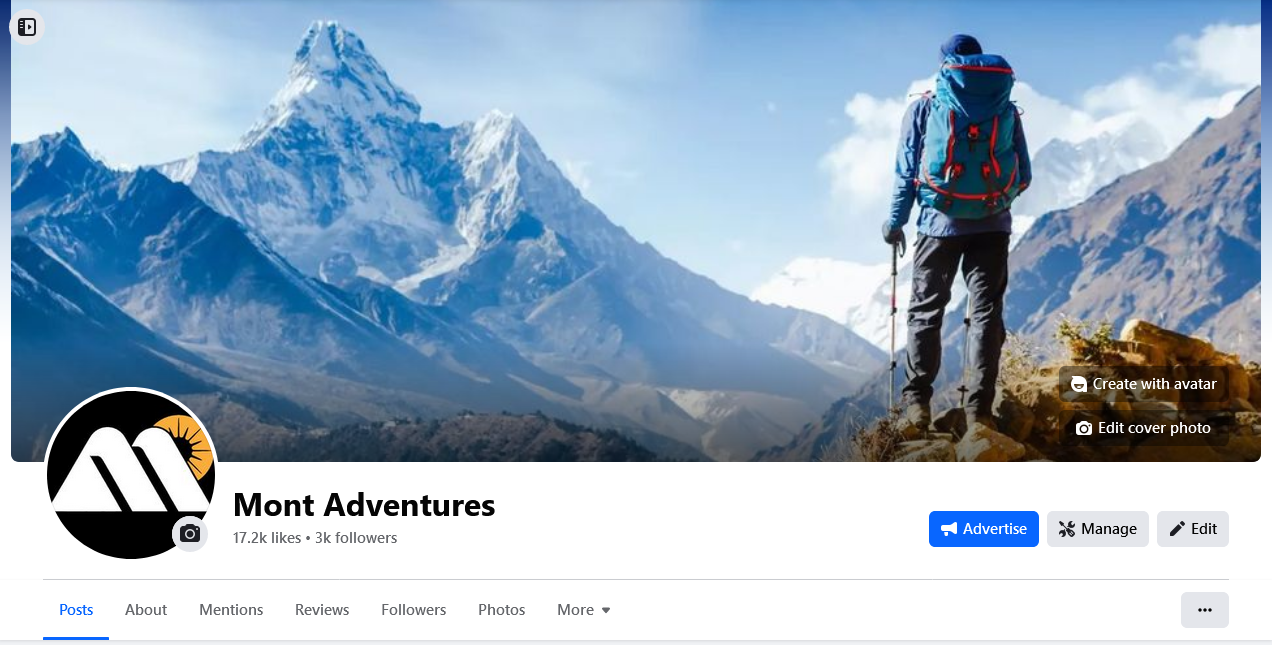 Create with avatar
Edit cover photo
Mont Adventures
17.2k likes • 3k followers
Advertise
Manage
Edit
Posts
About
Mentions
Reviews
Followers
Photos
More